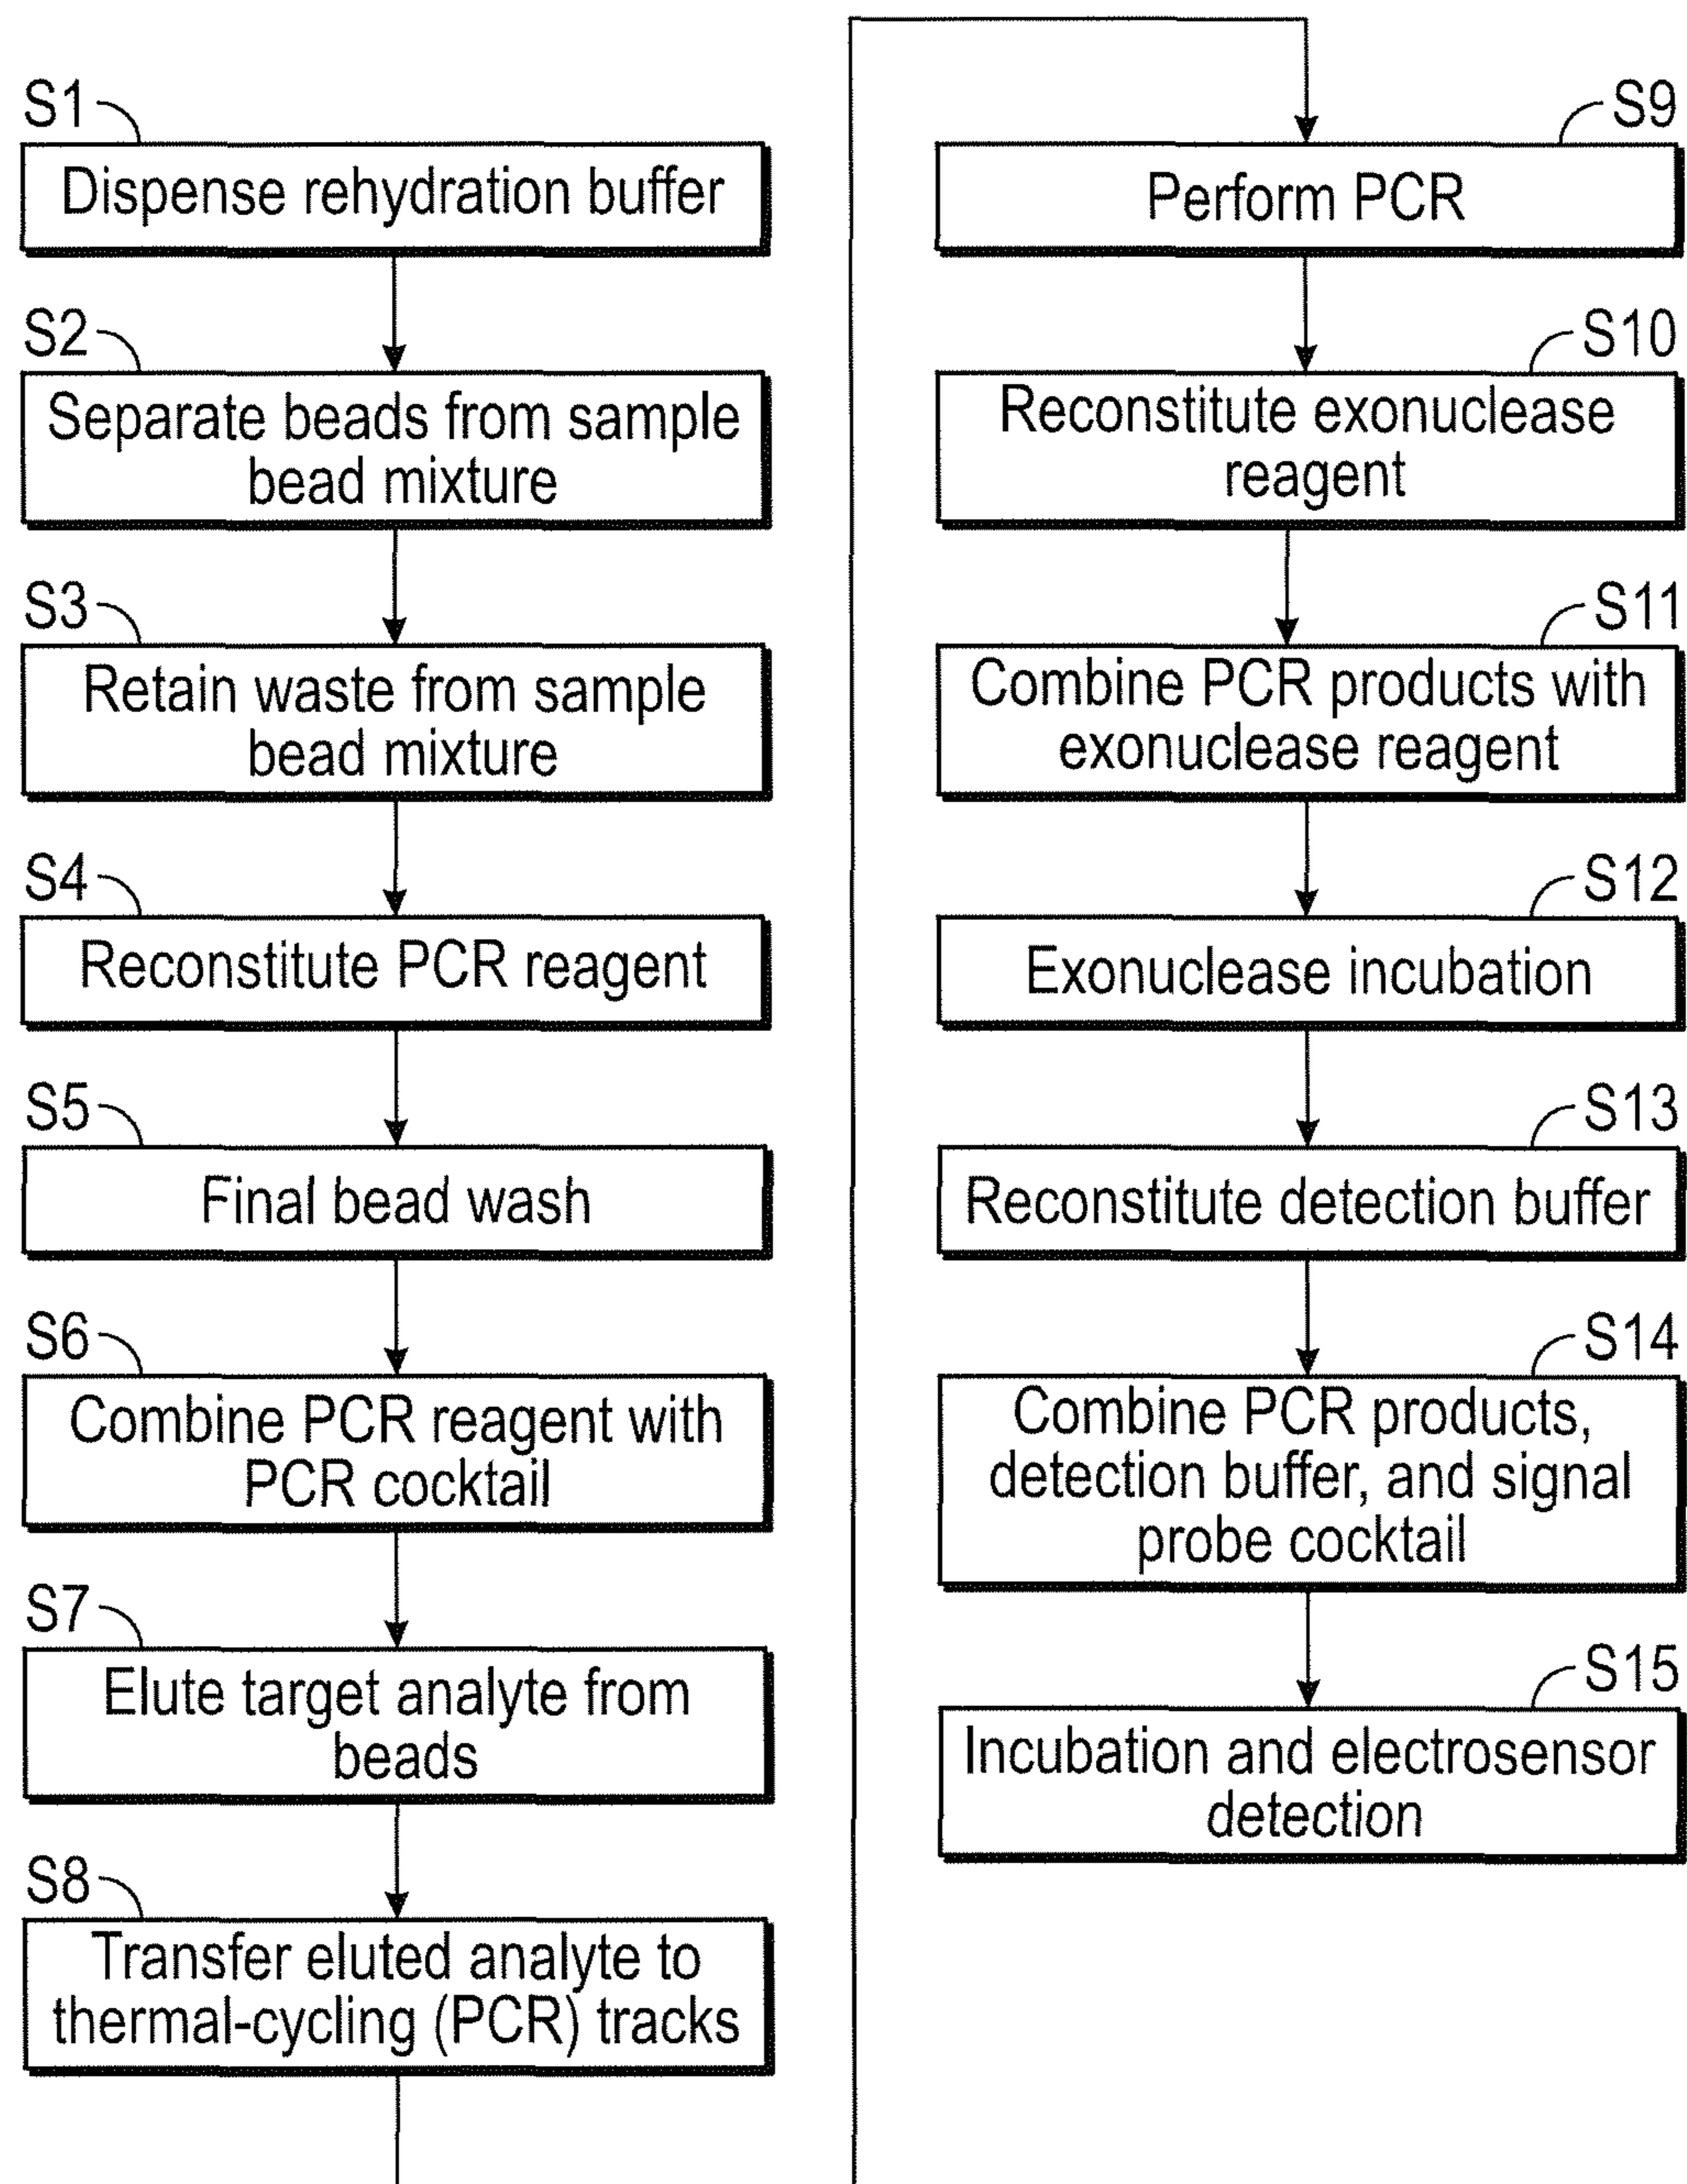 S1
Dispense rehydration buffer
S2
Separate beads from sample
bead mixture
S3
Retain waste from sample
bead mixture
S4
Reconstitute PCR reagent
S5
Final bead wash
S6
Combine PCR reagent with
PCR cocktail
S7
Elute target analyte from
beads
S8
Transfer eluted analyte to
thermal-cycling (PCR) tracks
S9
Perform PCR
S10
Reconstitute exonuclease
reagent
S11
Combine PCR products with
exonuclease reagent
S12
Exonuclease incubation
S13
Reconstitute detection buffer
S14
Combine PCR products,
detection buffer, and signal
probe cocktail
S15
Incubation and electrosensor
detection